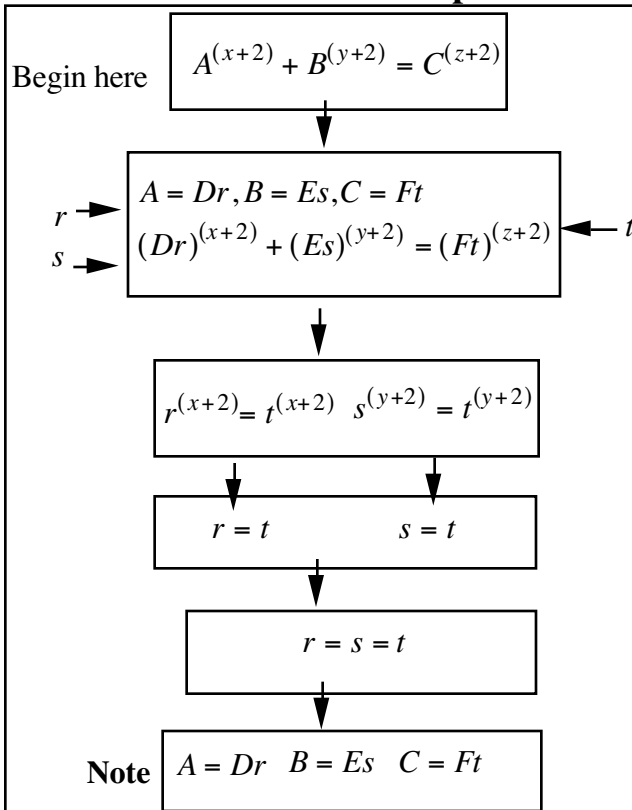 A^(x+2) + B^(y+2) = C^(z+2)
Begin here
A = Dr, B = Es, C = Ft
r
(Dr)^(x+2) + (Es)^(y+2) = (Ft)^(z+2)
t
s
r^(x+2) = t^(x+2) s^(y+2) = t^(y+2)
r = t s = t
r = s = t
Note A = Dr B = Es C = Ft